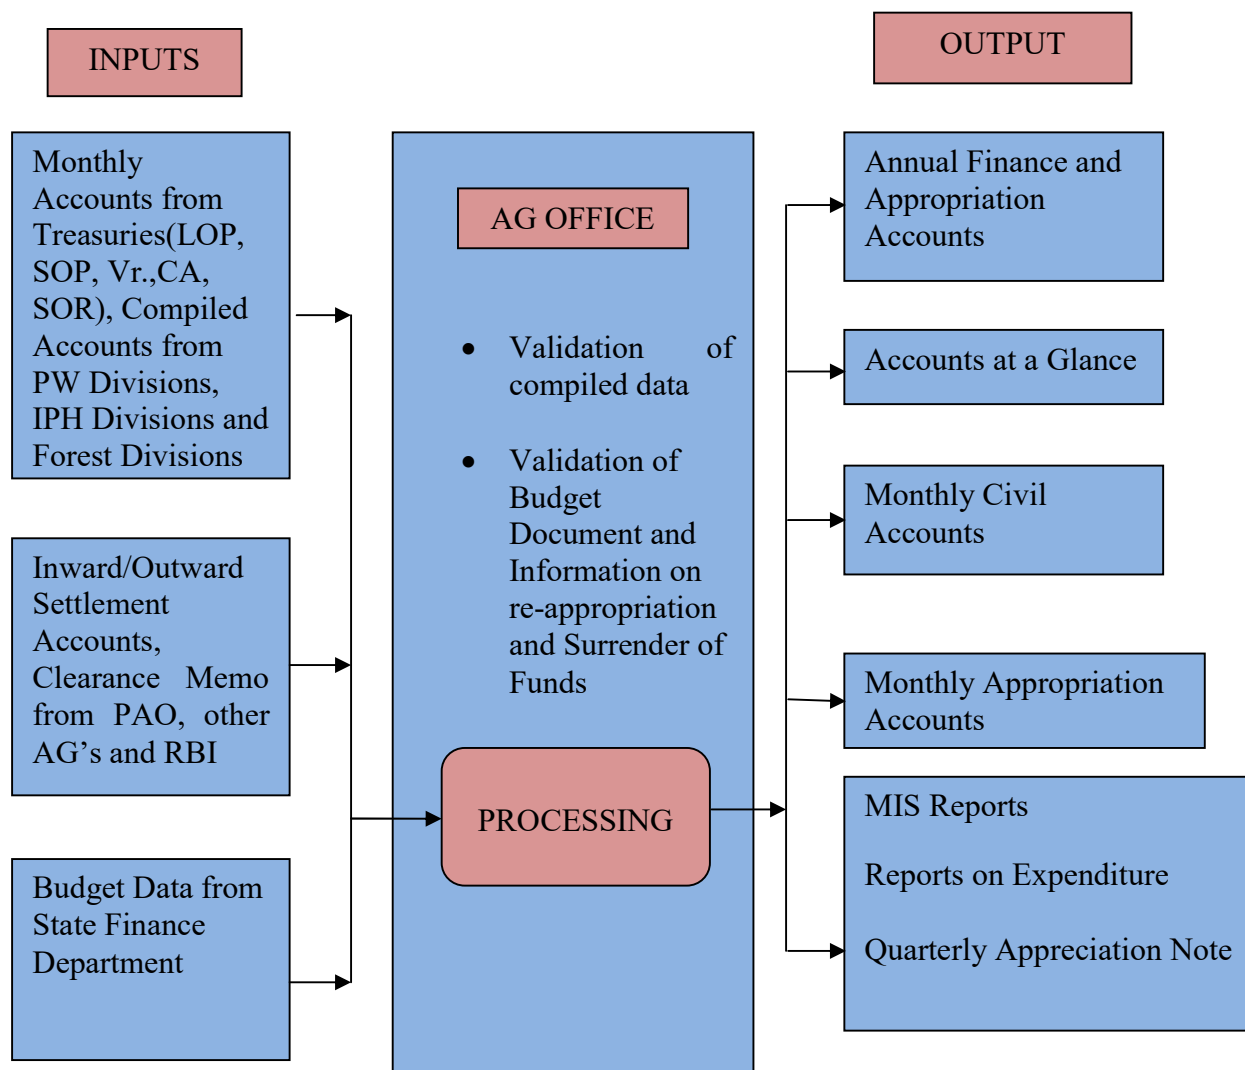 INPUTS
Monthly
Accounts from
Treasuries(LOP,
SOP, Vr.,CA,
SOR), Compiled
Accounts from
PW Divisions,
IPH Divisions and
Forest Divisions
Inward/Outward
Settlement
Accounts,
Clearance Memo
from PAO, other
AG’s and RBI
Budget Data from
State Finance
Department
AG OFFICE
• Validation of
compiled data
• Validation of
Budget
Document and
Information on
re-appropriation
and Surrender of
Funds
PROCESSING
OUTPUT
Annual Finance and
Appropriation
Accounts
Accounts at a Glance
Monthly Civil
Accounts
Monthly Appropriation
Accounts
MIS Reports
Reports on Expenditure
Quarterly Appreciation Note